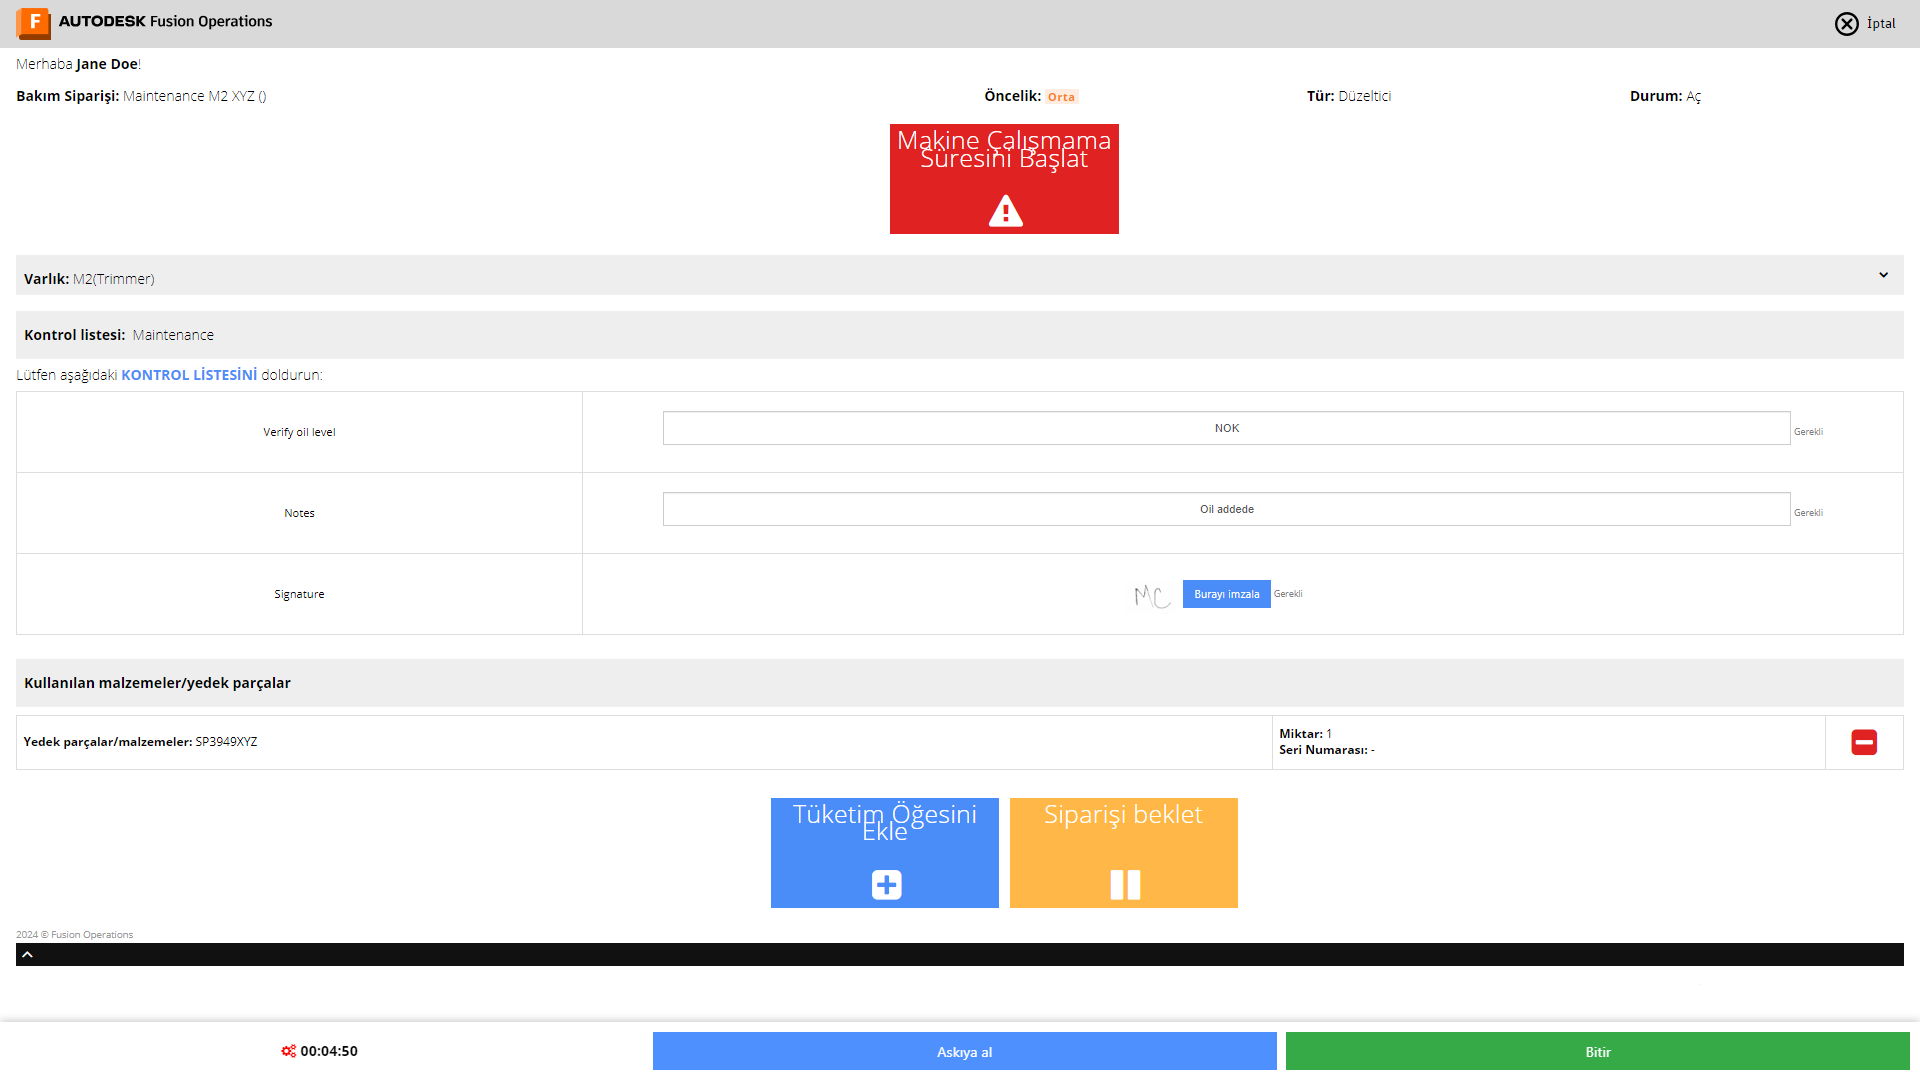 AUTODESK Fusion Operations
İptal
Merhaba Jane Doe!
Bakım Siparişi: Maintenance M2 XYZ ()
Öncelik: Orta
Tür: Düzeltici
Durum: Aç
Makine Çalışmama
Süresini Başlat
Varlık: M2(Trimmer)
Kontrol listesi: Maintenance
Lütfen aşağıdaki KONTROL LİSTESİNİ doldurun:
Verify oil level
NOK
Gerekli
Notes
Oil addede
Gerekli
Signature
MC
Burayı imzala
Gerekli
Kullanılan malzemeler/yedek parçalar
Yedek parçalar/malzemeler: SP3949XYZ
Miktar: 1
Seri Numarası: -
Tüketim Öğesini
Ekle
Siparişi beklet
2024 © Fusion Operations
00:04:50
Askıya al
Bitir